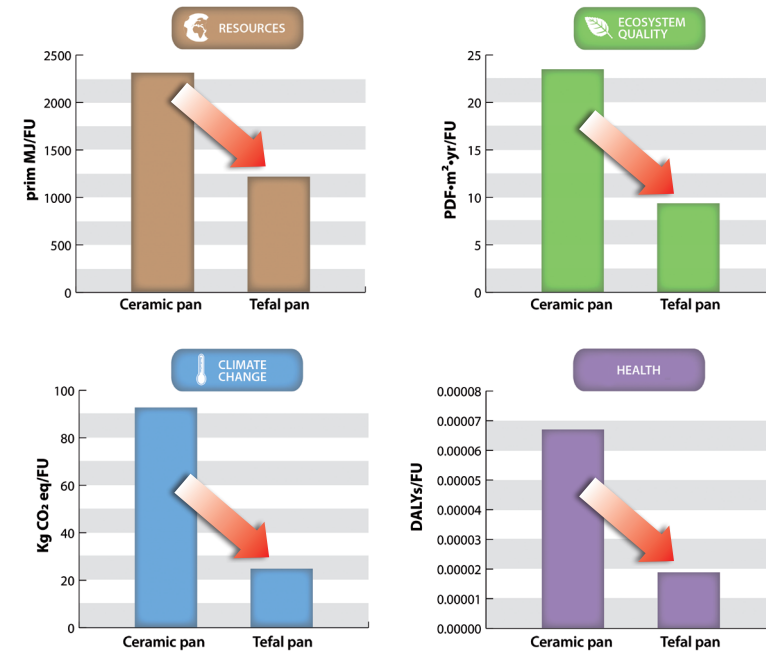 RESOURCES
2500
2000
1500
1000
500
0
prim MJ/FU
Ceramic pan
Tefal pan
ECOSYSTEM
QUALITY
25
20
15
10
5
0
PDF•m²•yr/FU
Ceramic pan
Tefal pan
CLIMATE
CHANGE
100
80
60
40
20
0
Kg CO₂ eq/FU
Ceramic pan
Tefal pan
HEALTH
0.00008
0.00007
0.00006
0.00005
0.00004
0.00003
0.00002
0.00001
0.00000
DALYs/FU
Ceramic pan
Tefal pan